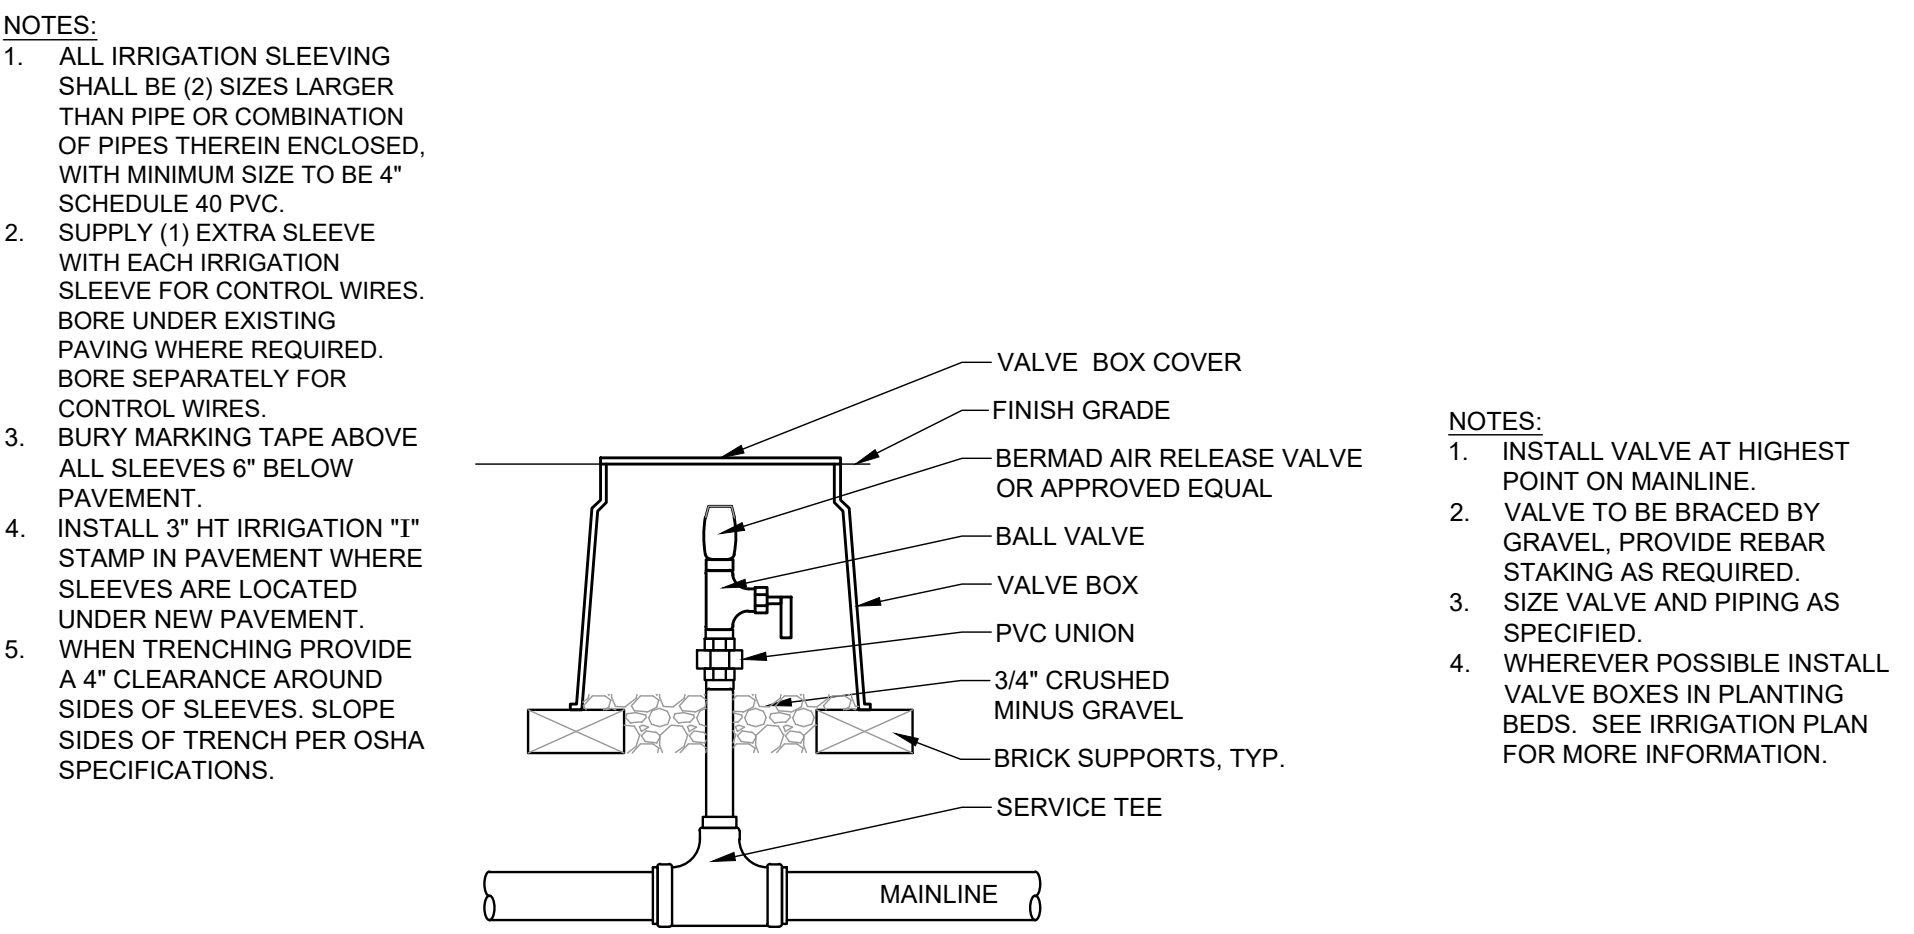 NOTES:
1. ALL IRRIGATION SLEEVING
SHALL BE (2) SIZES LARGER
THAN PIPE OR COMBINATION
OF PIPES THEREIN ENCLOSED,
WITH MINIMUM SIZE TO BE 4"
SCHEDULE 40 PVC.
2. SUPPLY (1) EXTRA SLEEVE
WITH EACH IRRIGATION
SLEEVE FOR CONTROL WIRES.
BORE UNDER EXISTING
PAVING WHERE REQUIRED.
BORE SEPARATELY FOR
CONTROL WIRES.
3. BURY MARKING TAPE ABOVE
ALL SLEEVES 6" BELOW
PAVEMENT.
4. INSTALL 3" HT IRRIGATION "I"
STAMP IN PAVEMENT WHERE
SLEEVES ARE LOCATED
UNDER NEW PAVEMENT.
5. WHEN TRENCHING PROVIDE
A 4" CLEARANCE AROUND
SIDES OF SLEEVES. SLOPE
SIDES OF TRENCH PER OSHA
SPECIFICATIONS.
VALVE BOX COVER
FINISH GRADE
BERMAD AIR RELEASE VALVE
OR APPROVED EQUAL
BALL VALVE
VALVE BOX
PVC UNION
3/4" CRUSHED
MINUS GRAVEL
BRICK SUPPORTS, TYP.
SERVICE TEE
MAINLINE
NOTES:
1. INSTALL VALVE AT HIGHEST
POINT ON MAINLINE.
2. VALVE TO BE BRACED BY
GRAVEL, PROVIDE REBAR
STAKING AS REQUIRED.
3. SIZE VALVE AND PIPING AS
SPECIFIED.
4. WHEREVER POSSIBLE INSTALL
VALVE BOXES IN PLANTING
BEDS. SEE IRRIGATION PLAN
FOR MORE INFORMATION.